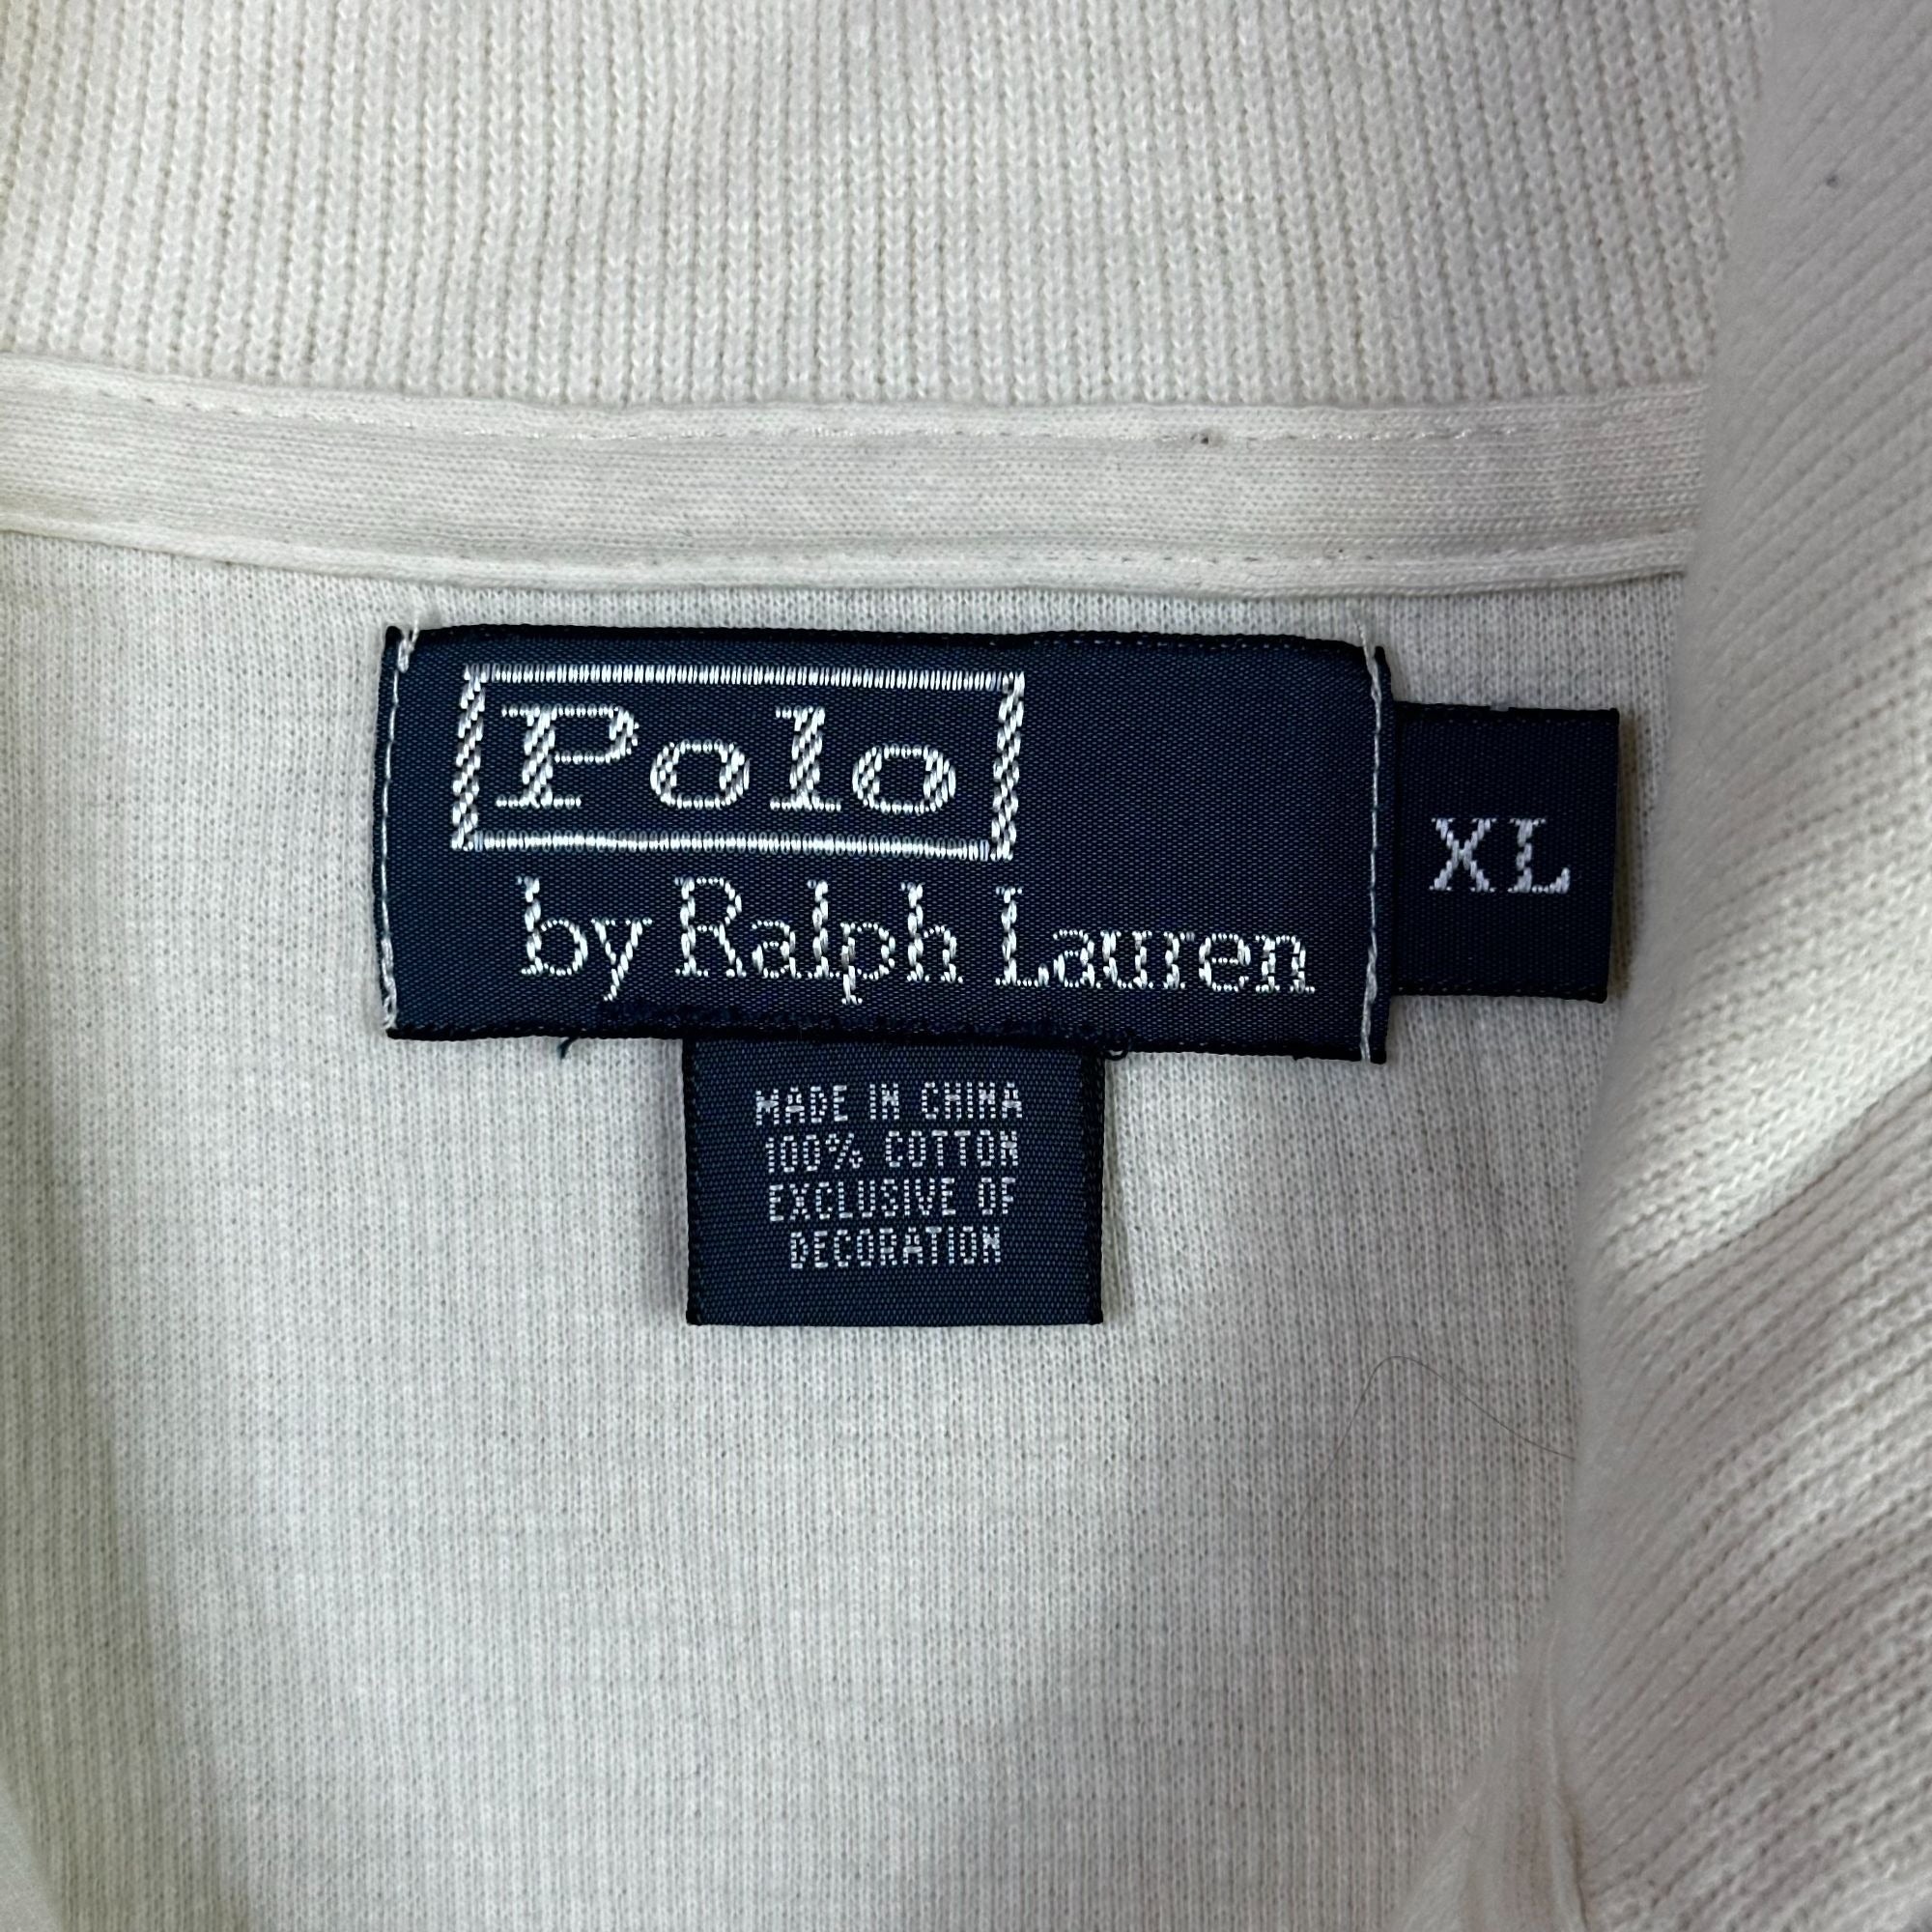 Polo
by Ralph Lauren
XL
MADE IN CHINA
100% COTTON
EXCLUSIVE OF
DECORATION